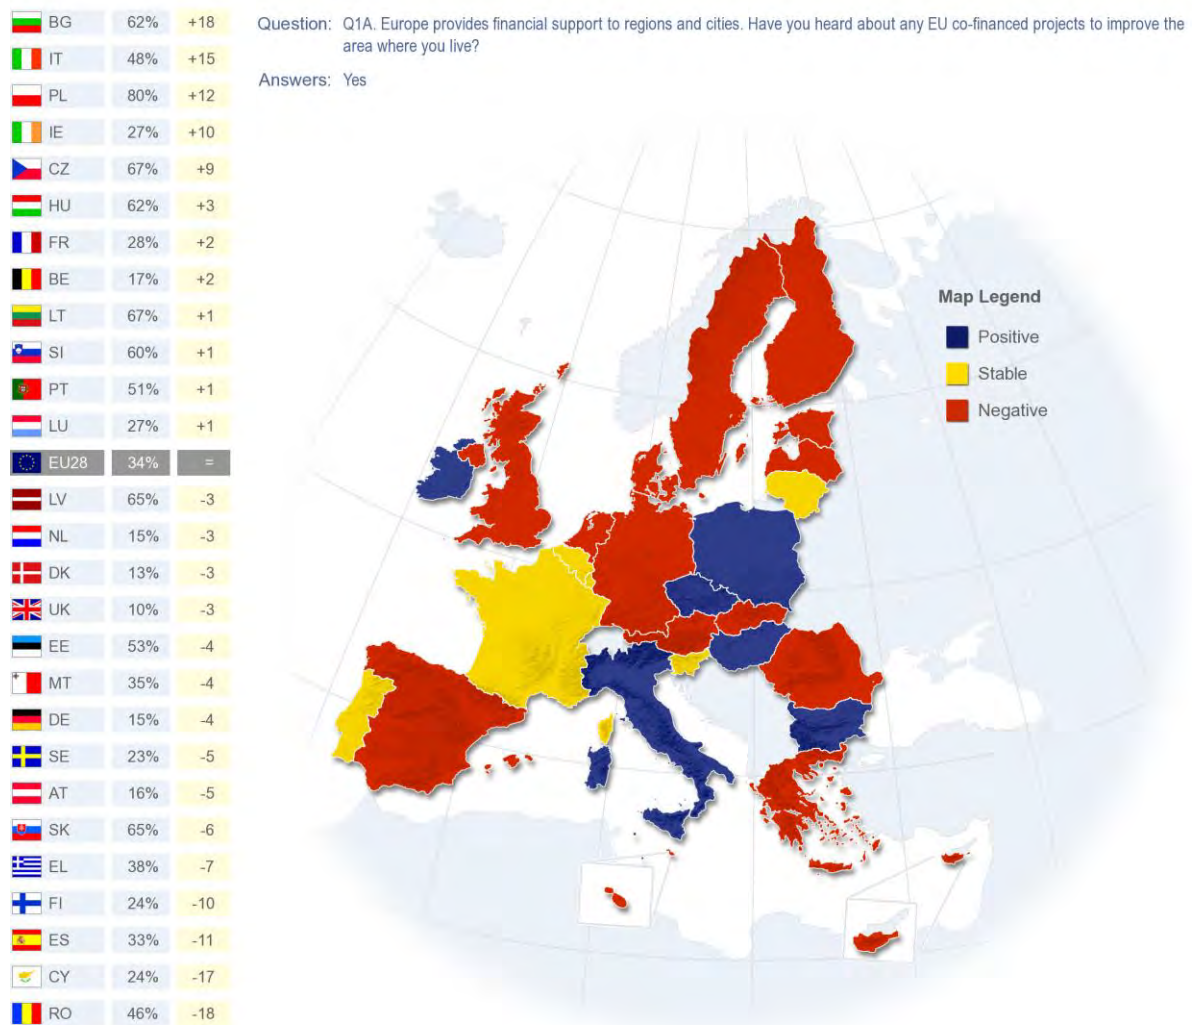 BG 62% +18
IT 48% +15
PL 80% +12
IE 27% +10
CZ 67% +9
HU 62% +3
FR 28% +2
BE 17% +2
LT 67% +1
SI 60% +1
PT 51% +1
LU 27% +1
EU28 34% =
LV 65% -3
NL 15% -3
DK 13% -3
UK 10% -3
EE 53% -4
MT 35% -4
DE 15% -4
SE 23% -5
AT 16% -5
SK 65% -6
EL 38% -7
FI 24% -10
ES 33% -11
CY 24% -17
RO 46% -18
Question: Q1A. Europe provides financial support to regions and cities. Have you heard about any EU co-financed projects to improve the
area where you live?
Answers: Yes
Map Legend
Positive
Stable
Negative